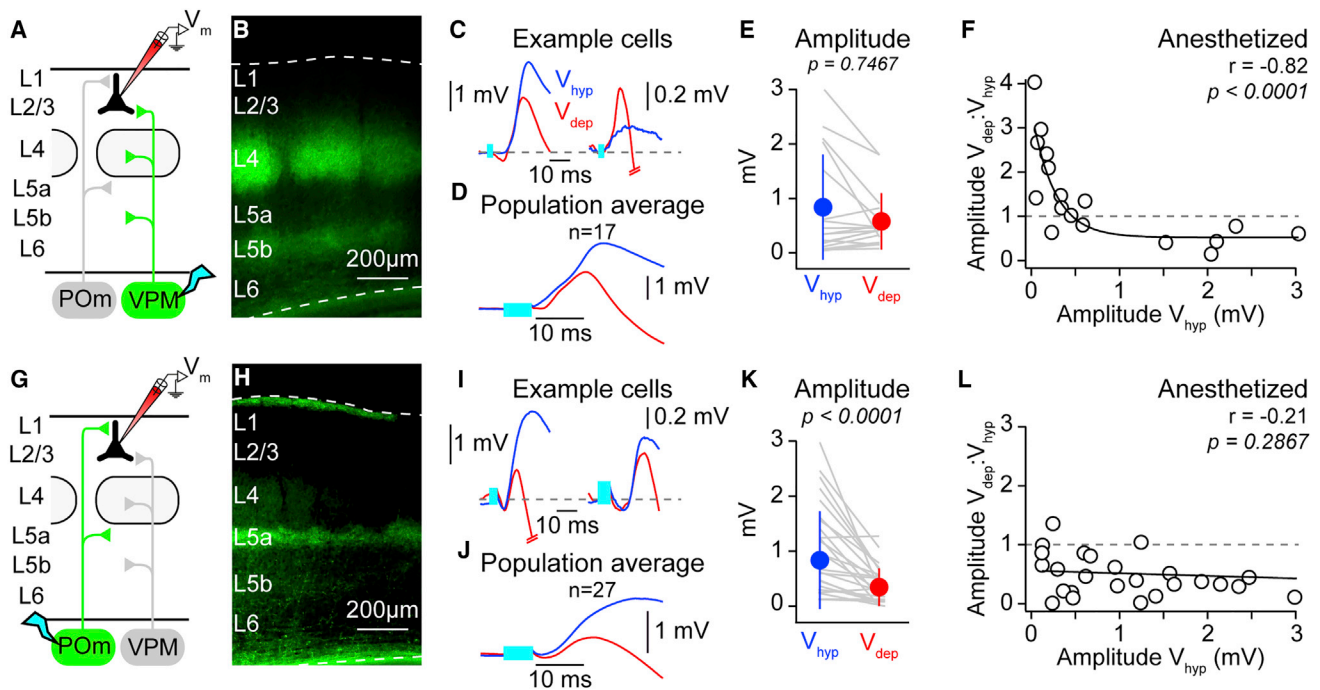 A
V m
L1
L2/3
L4
L5a
L5b
L6
POm
VPM
B
L1
L2/3
L4
L5a
L5b
200μm
L6
C
Example cells
1 mV
V hyp
V dep
0.2 mV
10 ms
D
Population average
n=17
1 mV
10 ms
E
Amplitude
p = 0.7467
3
2
mV
1
0
V hyp
V dep
F
Anesthetized
r = -0.82
p < 0.0001
Amplitude V dep:V hyp
4
3
2
1
0
0
1
2
3
Amplitude V hyp (mV)
G
V m
L1
L2/3
L4
L5a
L5b
L6
POm
VPM
H
L1
L2/3
L4
L5a
L5b
200μm
L6
I
Example cells
1 mV
0.2 mV
10 ms
J
Population average
n=27
1 mV
10 ms
K
Amplitude
p < 0.0001
3
2
mV
1
0
V hyp
V dep
L
Anesthetized
r = -0.21
p = 0.2867
Amplitude V dep:V hyp
3
2
1
0
0
1
2
3
Amplitude V hyp (mV)